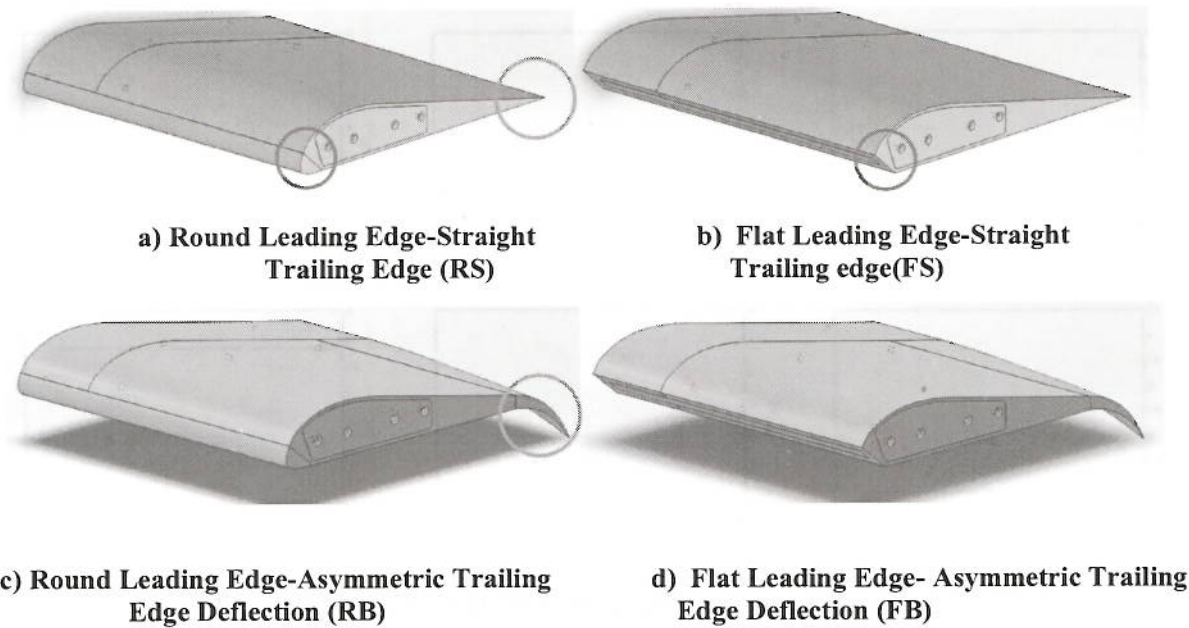 a) Round Leading Edge-Straight
Trailing Edge (RS)
b) Flat Leading Edge-Straight
Trailing edge(FS)
c) Round Leading Edge-Asymmetric Trailing
Edge Deflection (RB)
d) Flat Leading Edge- Asymmetric Trailing
Edge Deflection (FB)